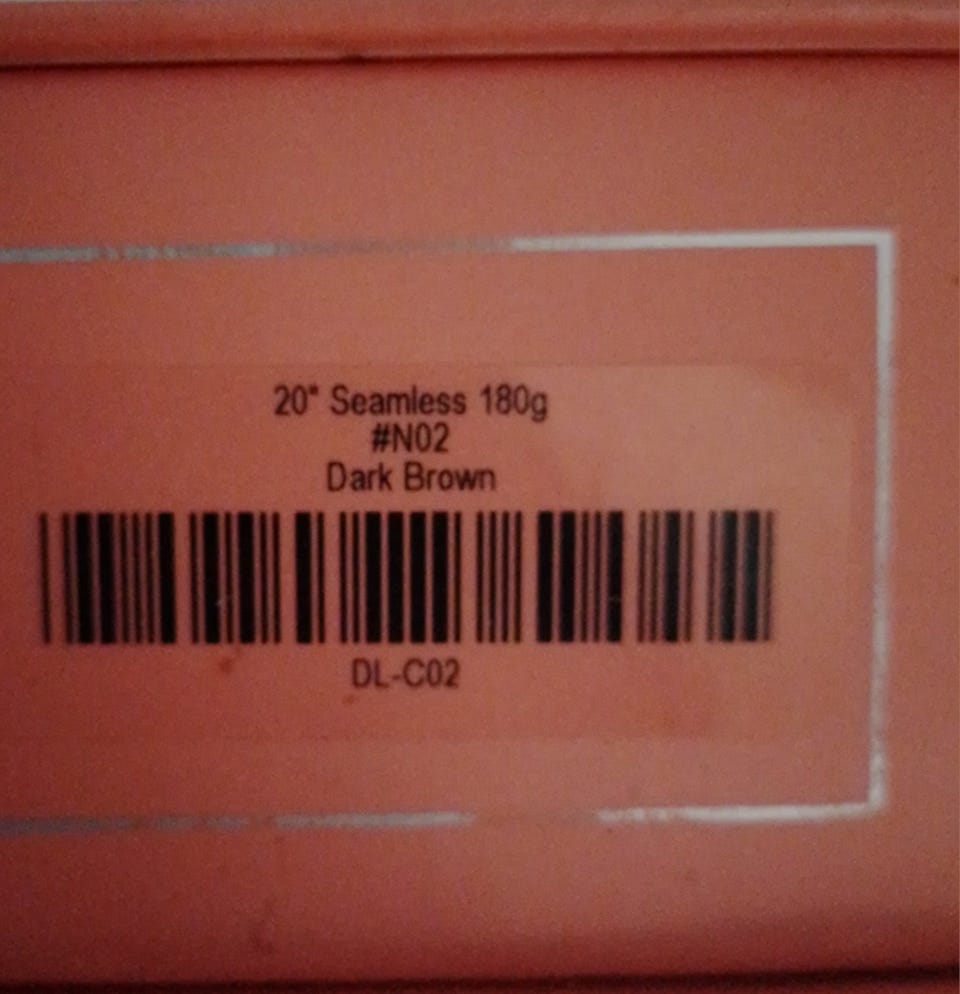 20" Seamless 180g
#N02
Dark Brown
DL-C02